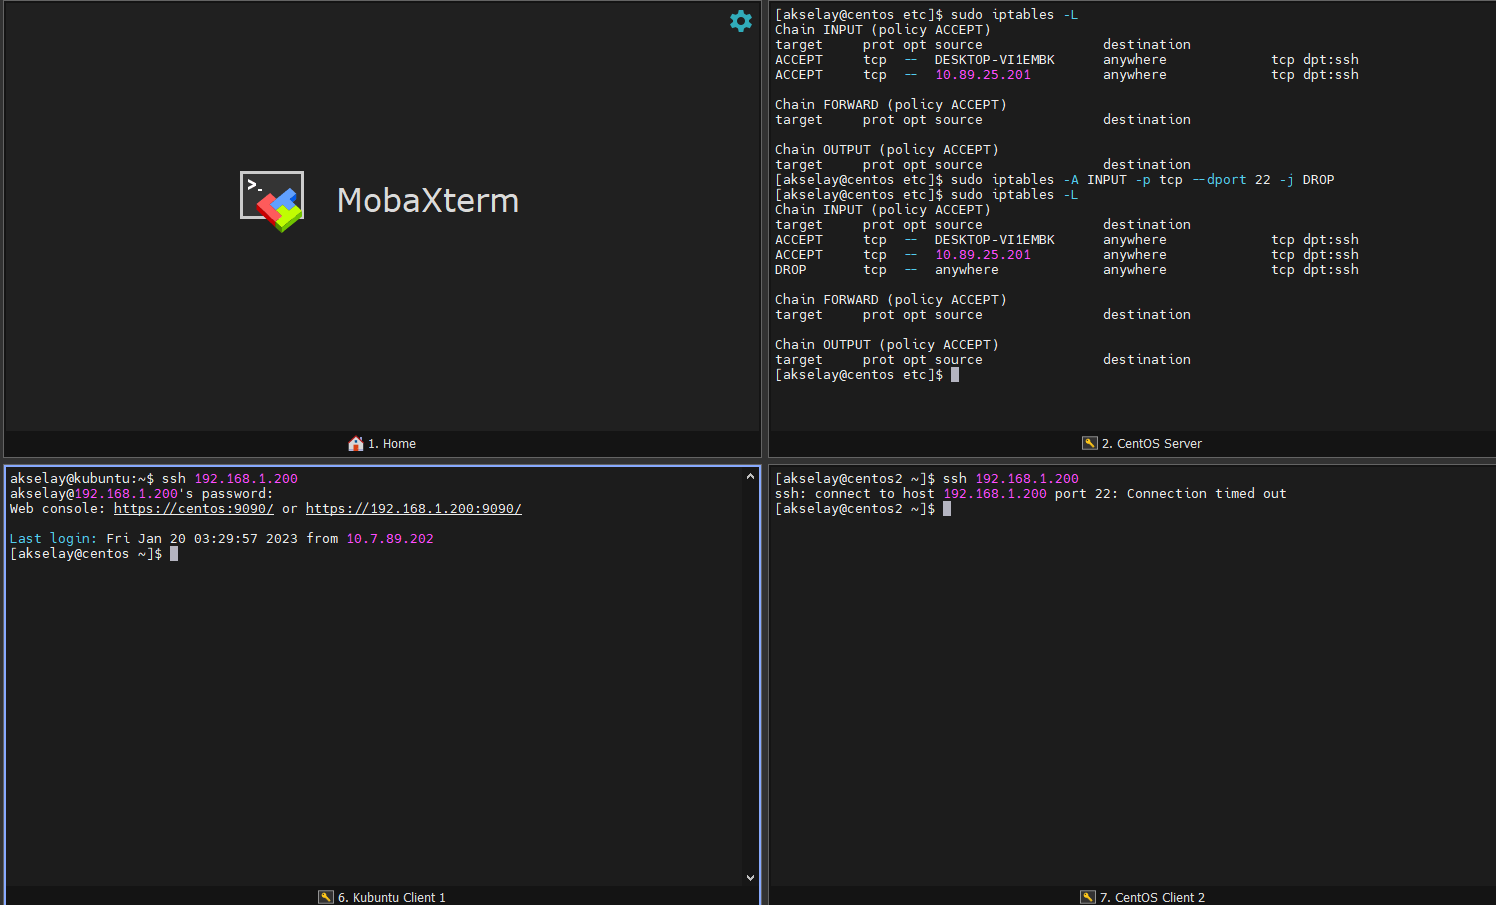 >_
MobaXterm
1. Home
[akselay@centos etc]$ sudo iptables -L
Chain INPUT (policy ACCEPT)
target     prot opt source               destination
ACCEPT     tcp  --  DESKTOP-VI1EMBK      anywhere             tcp dpt:ssh
ACCEPT     tcp  --  10.89.25.201         anywhere             tcp dpt:ssh

Chain FORWARD (policy ACCEPT)
target     prot opt source               destination

Chain OUTPUT (policy ACCEPT)
target     prot opt source               destination
[akselay@centos etc]$ sudo iptables -A INPUT -p tcp --dport 22 -j DROP
[akselay@centos etc]$ sudo iptables -L
Chain INPUT (policy ACCEPT)
target     prot opt source               destination
ACCEPT     tcp  --  DESKTOP-VI1EMBK      anywhere             tcp dpt:ssh
ACCEPT     tcp  --  10.89.25.201         anywhere             tcp dpt:ssh
DROP       tcp  --  anywhere             anywhere             tcp dpt:ssh

Chain FORWARD (policy ACCEPT)
target     prot opt source               destination

Chain OUTPUT (policy ACCEPT)
target     prot opt source               destination
[akselay@centos etc]$
2. CentOS Server
akselay@kubuntu:~$ ssh 192.168.1.200
akselay@192.168.1.200's password:
Web console: https://centos:9090/ or https://192.168.1.200:9090/

Last login: Fri Jan 20 03:29:57 2023 from 10.7.89.202
[akselay@centos ~]$
6. Kubuntu Client 1
[akselay@centos2 ~]$ ssh 192.168.1.200
ssh: connect to host 192.168.1.200 port 22: Connection timed out
[akselay@centos2 ~]$
7. CentOS Client 2